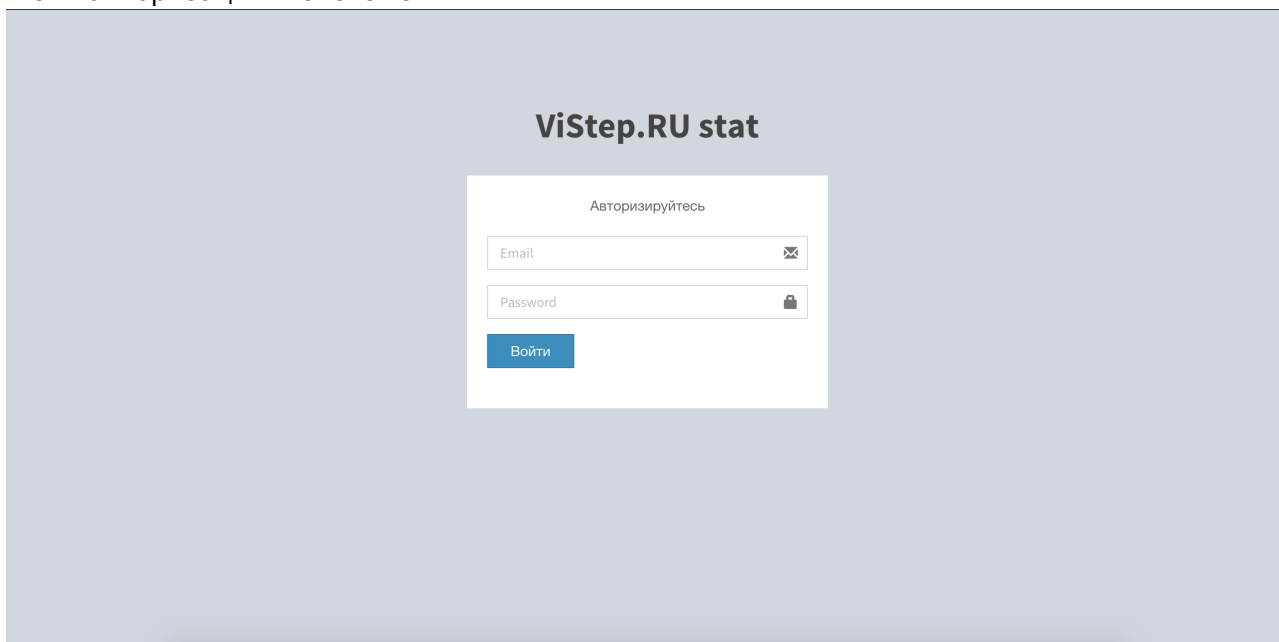 ViStep.RU stat
Авторизируйтесь
Email
Password
Войти